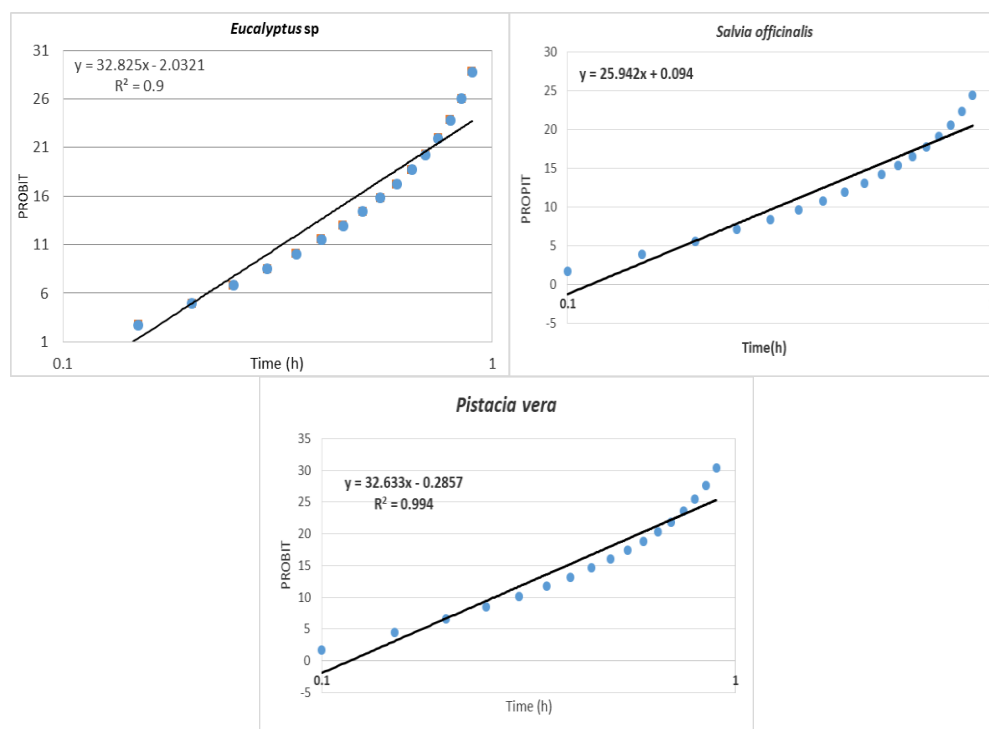 Eucalyptus sp
y = 32.825x - 2.0321
R² = 0.9
31
26
21
16
11
6
1
PROBIT
0.1
Time (h)
1
Salvia officinalis
y = 25.942x + 0.094
30
25
20
15
10
5
0
-5
PROPIT
0.1
Time(h)
Pistacia vera
y = 32.633x - 0.2857
R² = 0.994
35
30
25
20
15
10
5
0
-5
PROBIT
0.1
1
Time (h)